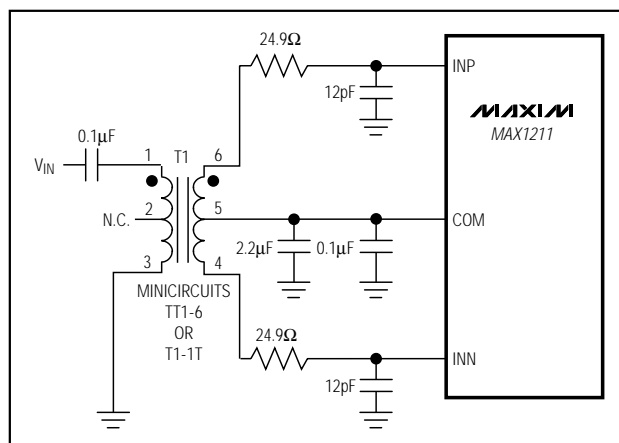 24.9Ω
INP
12pF
MAXIM
MAX1211
0.1μF
VIN
1
T1
6
N.C.
2
5
COM
2.2μF
0.1μF
3
4
MINICIRCUITS
TT1-6
OR
T1-1T
24.9Ω
INN
12pF